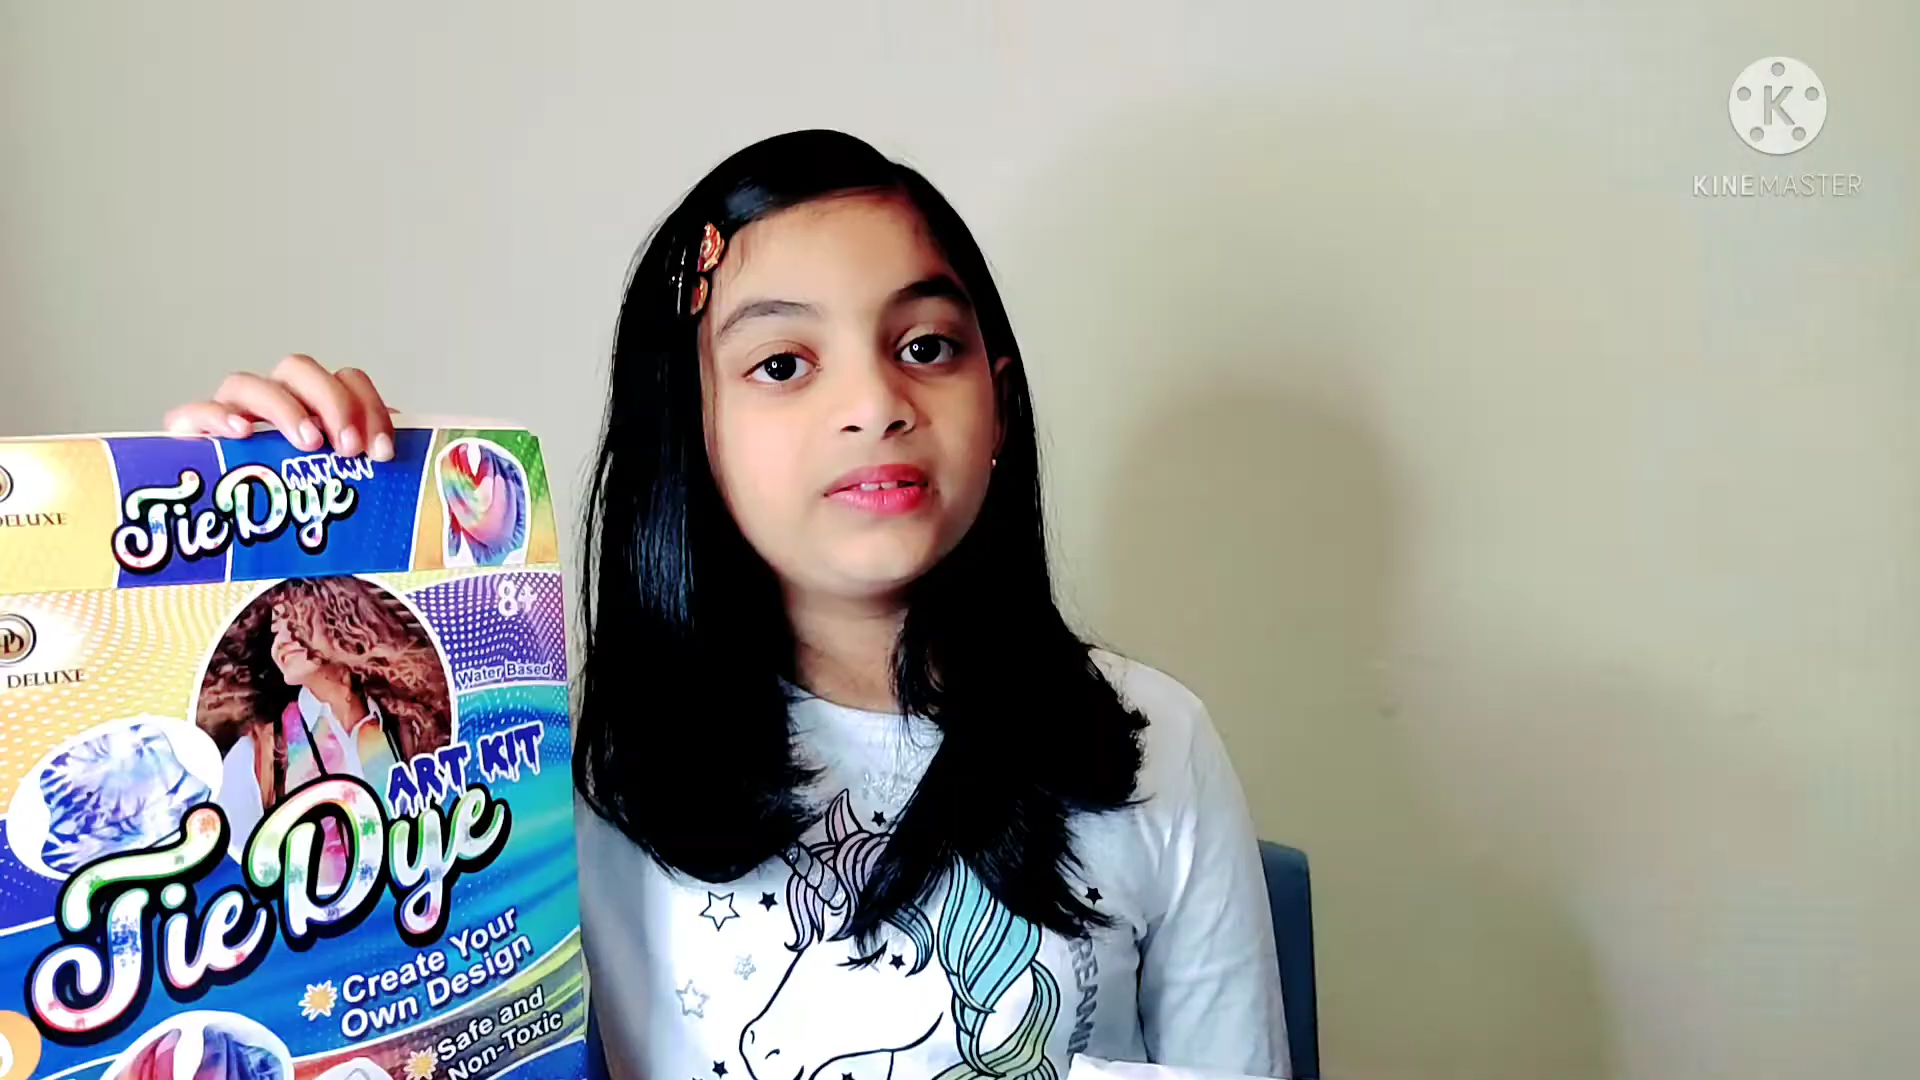 KINEMASTER
DELUXE
ART KIT
Tie Dye
8+
Water Based
DELUXE
ART KIT
Tie Dye
Create Your
Own Design
Safe and
Non-Toxic